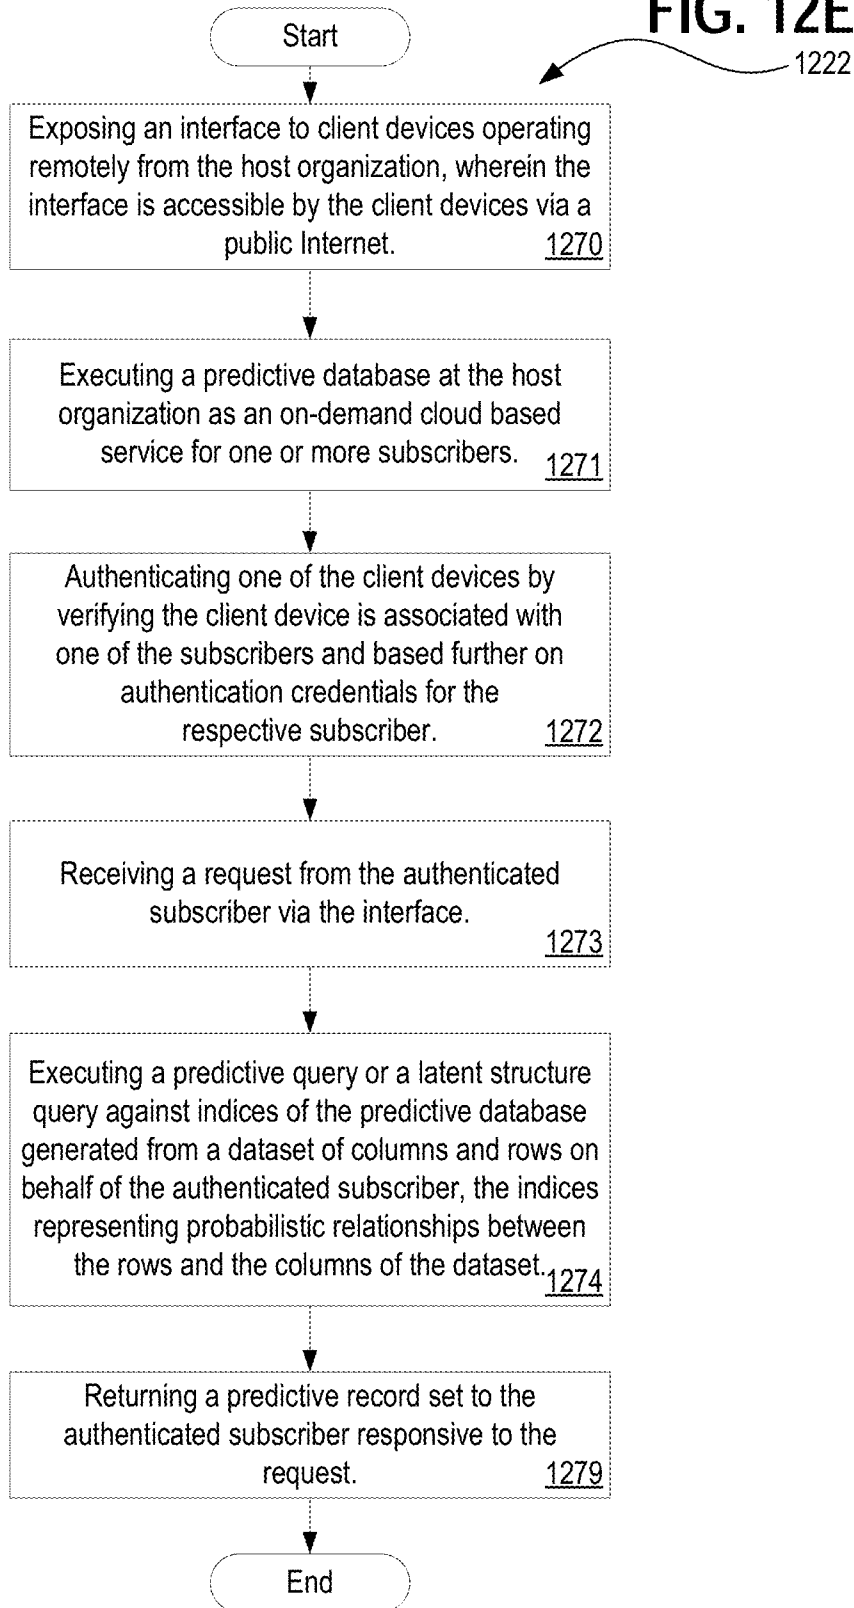 FIG. 12E
Start
1222
Exposing an interface to client devices operating
remotely from the host organization, wherein the
interface is accessible by the client devices via a
public Internet.
1270
Executing a predictive database at the host
organization as an on-demand cloud based
service for one or more subscribers.
1271
Authenticating one of the client devices by
verifying the client device is associated with
one of the subscribers and based further on
authentication credentials for the
respective subscriber.
1272
Receiving a request from the authenticated
subscriber via the interface.
1273
Executing a predictive query or a latent structure
query against indices of the predictive database
generated from a dataset of columns and rows on
behalf of the authenticated subscriber, the indices
representing probabilistic relationships between
the rows and the columns of the dataset.
1274
Returning a predictive record set to the
authenticated subscriber responsive to the
request.
1279
End